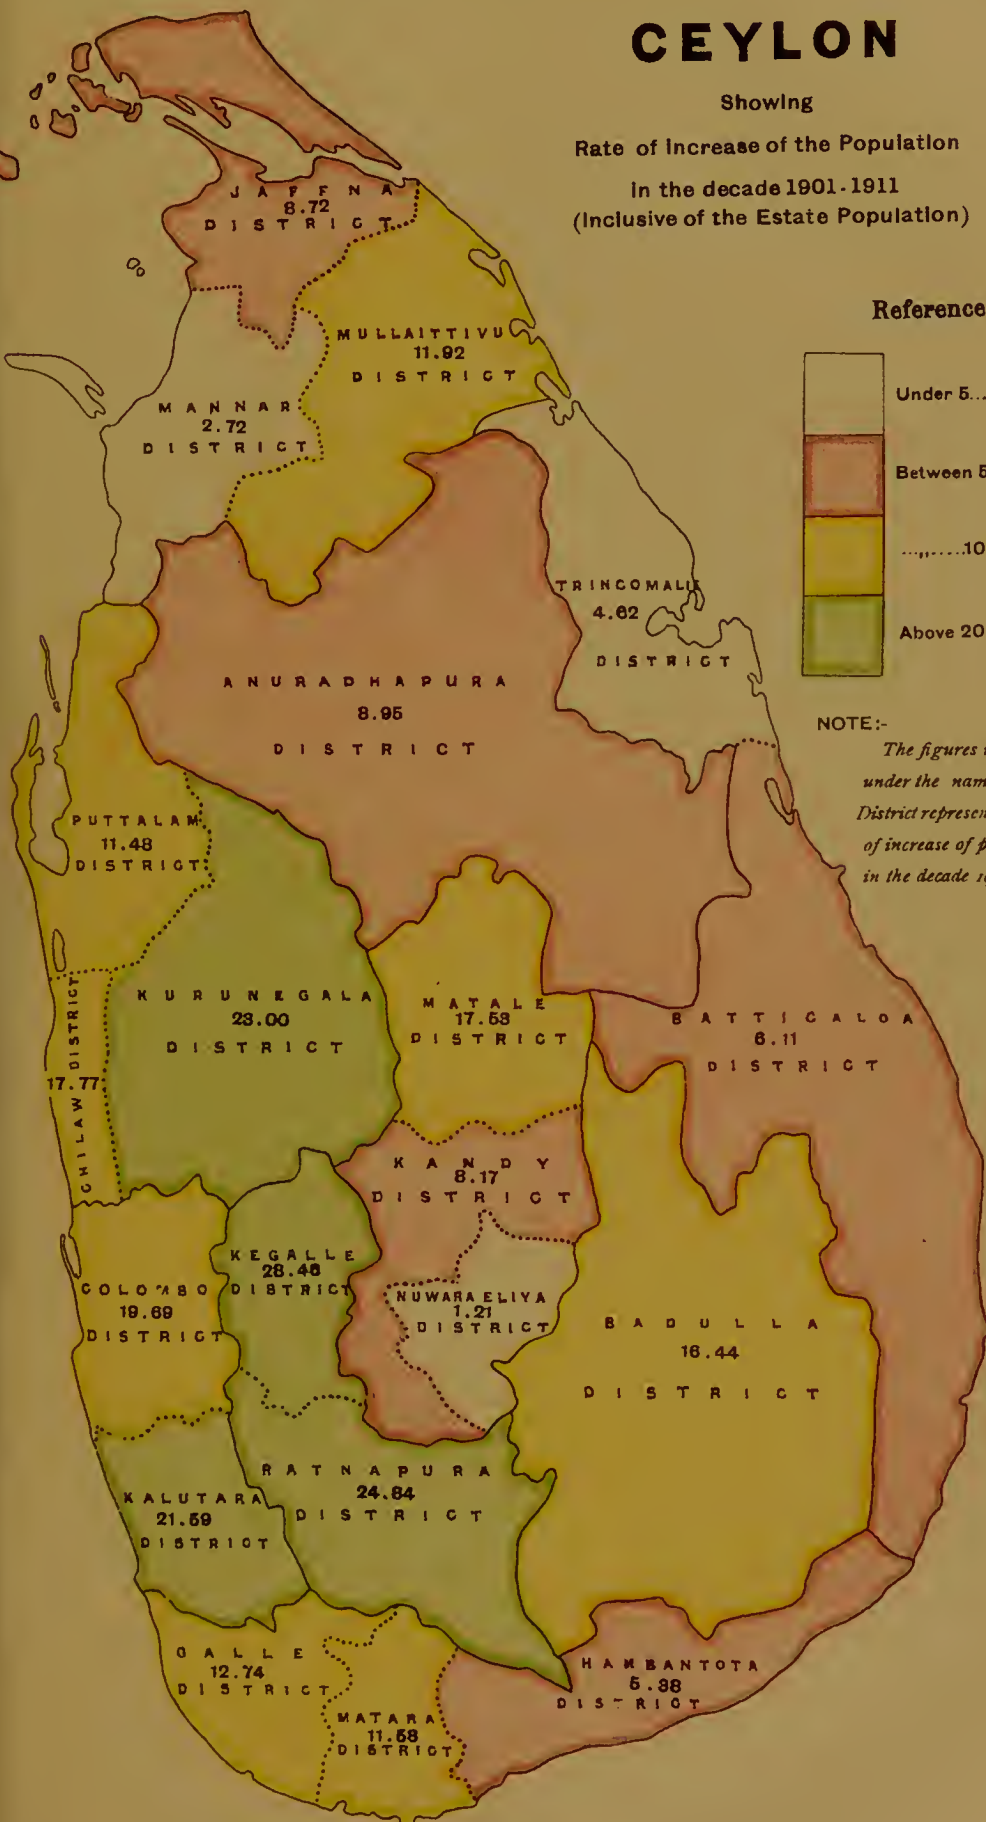 CEYLON
Showing
Rate of Increase of the Population
in the decade 1901-1911
(Inclusive of the Estate Population)
Reference
Under 5...
Between 5
...,,.....10
Above 20
NOTE:-
The figures
under the nam
District represen
of increase of p
in the decade
JAFFNA
8.72
DISTRICT
MULLAITTIVU
11.92
DISTRICT
MANNAR
2.72
DISTRICT
TRINCOMALIE
4.62
DISTRICT
ANURADHAPURA
8.95
DISTRICT
PUTTALAM
11.48
DISTRICT
KURUNEGALA
23.00
DISTRICT
CHILAW DISTRICT
17.77
MATALE
17.53
DISTRICT
BATTICALOA
6.11
DISTRICT
KANDY
8.17
DISTRICT
KEGALLE
28.46
DISTRICT
NUWARA ELIYA
1.21
DISTRICT
COLOMBO
19.69
DISTRICT
BADULLA
16.44
DISTRICT
RATNAPURA
24.84
DISTRICT
KALUTARA
21.59
DISTRICT
GALLE
12.74
DISTRICT
MATARA
11.58
DISTRICT
HAMBANTOTA
5.38
DISTRICT